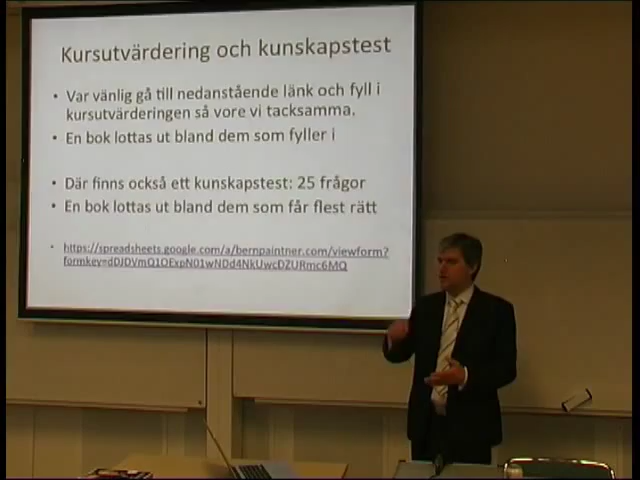 Kursutvärdering och kunskapstest
• Var vänlig gå till nedanstående länk och fyll i
kursutvärderingen så vore vi tacksamma.
• En bok lottas ut bland dem som fyller i
• Där finns också ett kunskapstest: 25 frågor
• En bok lottas ut bland dem som får flest rätt
• https://spreadsheets.google.com/a/bernpaintner.com/viewform?